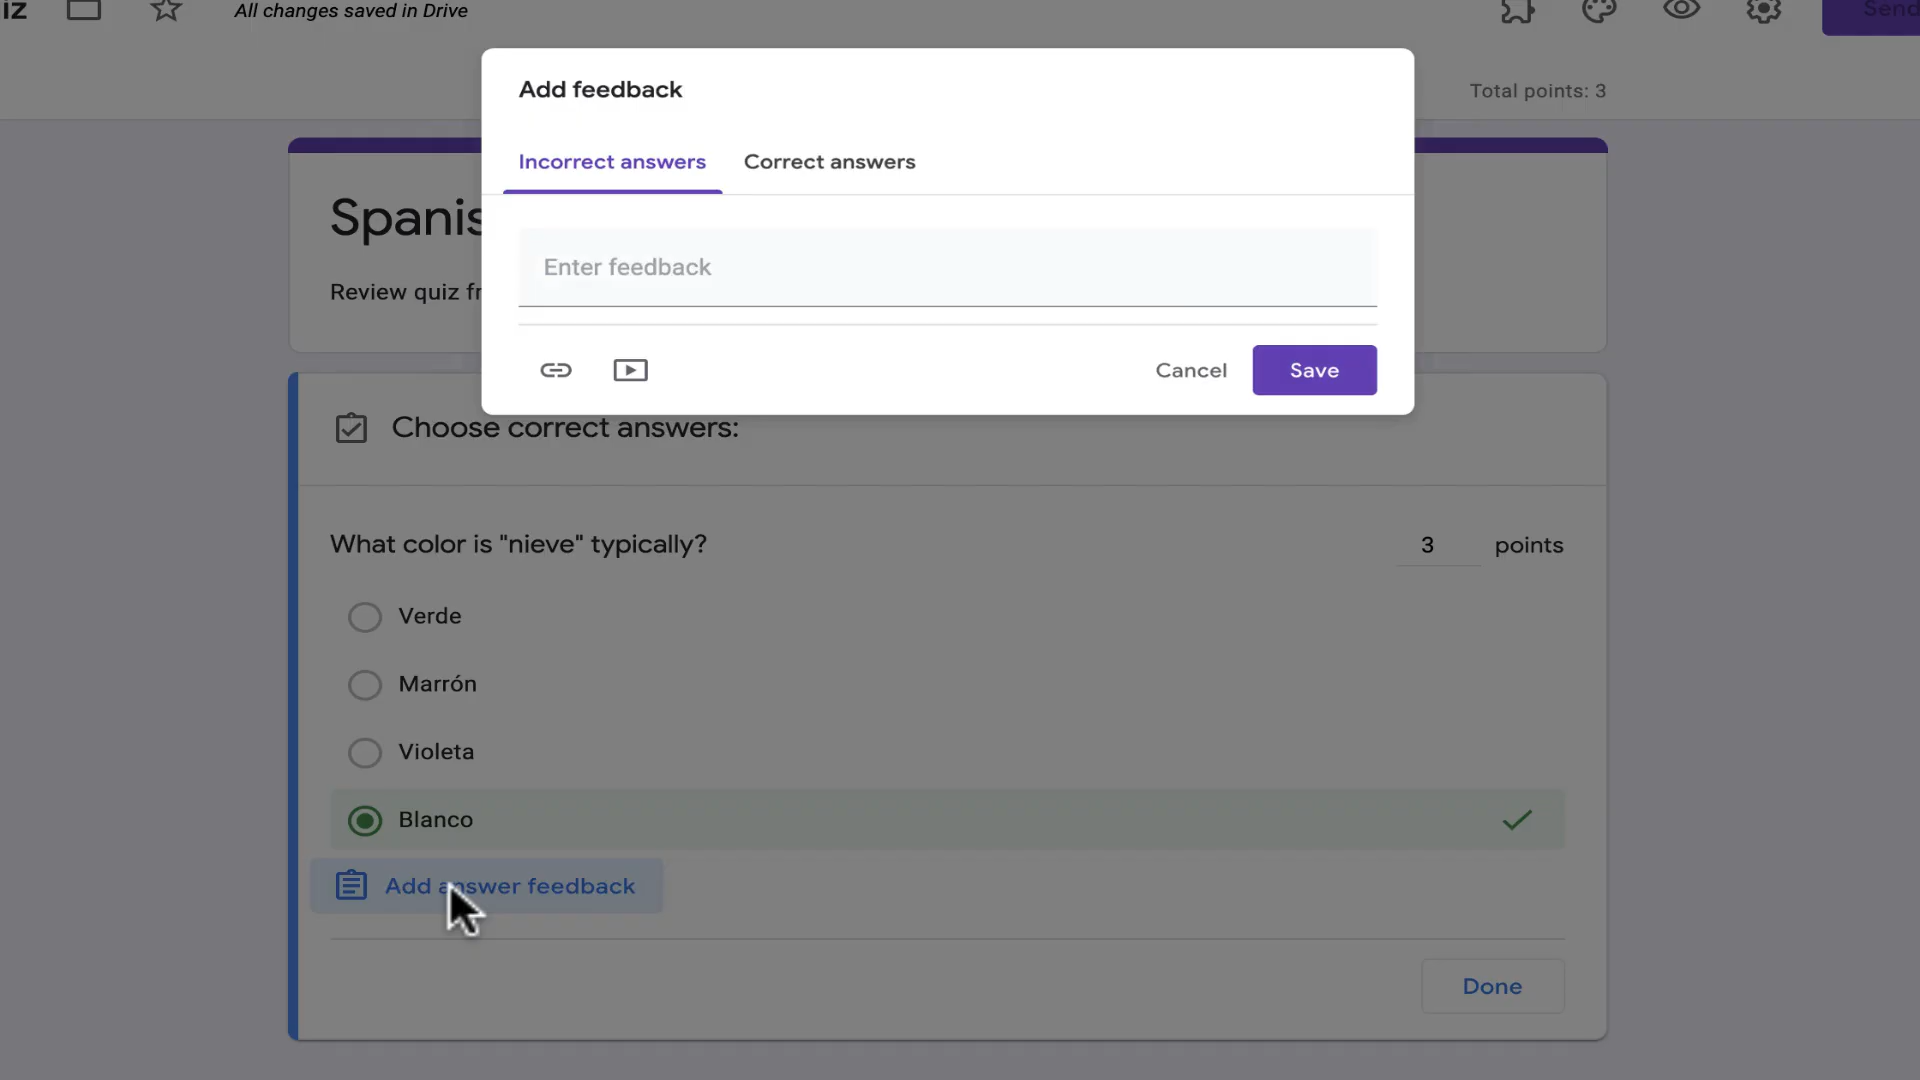 iz
All changes saved in Drive
Send
Add feedback
Total points: 3
Incorrect answers
Correct answers
Spanis
Enter feedback
Review quiz fr
Cancel
Save
Choose correct answers:
What color is "nieve" typically?
3
points
Verde
Marrón
Violeta
Blanco
Add answer feedback
Done